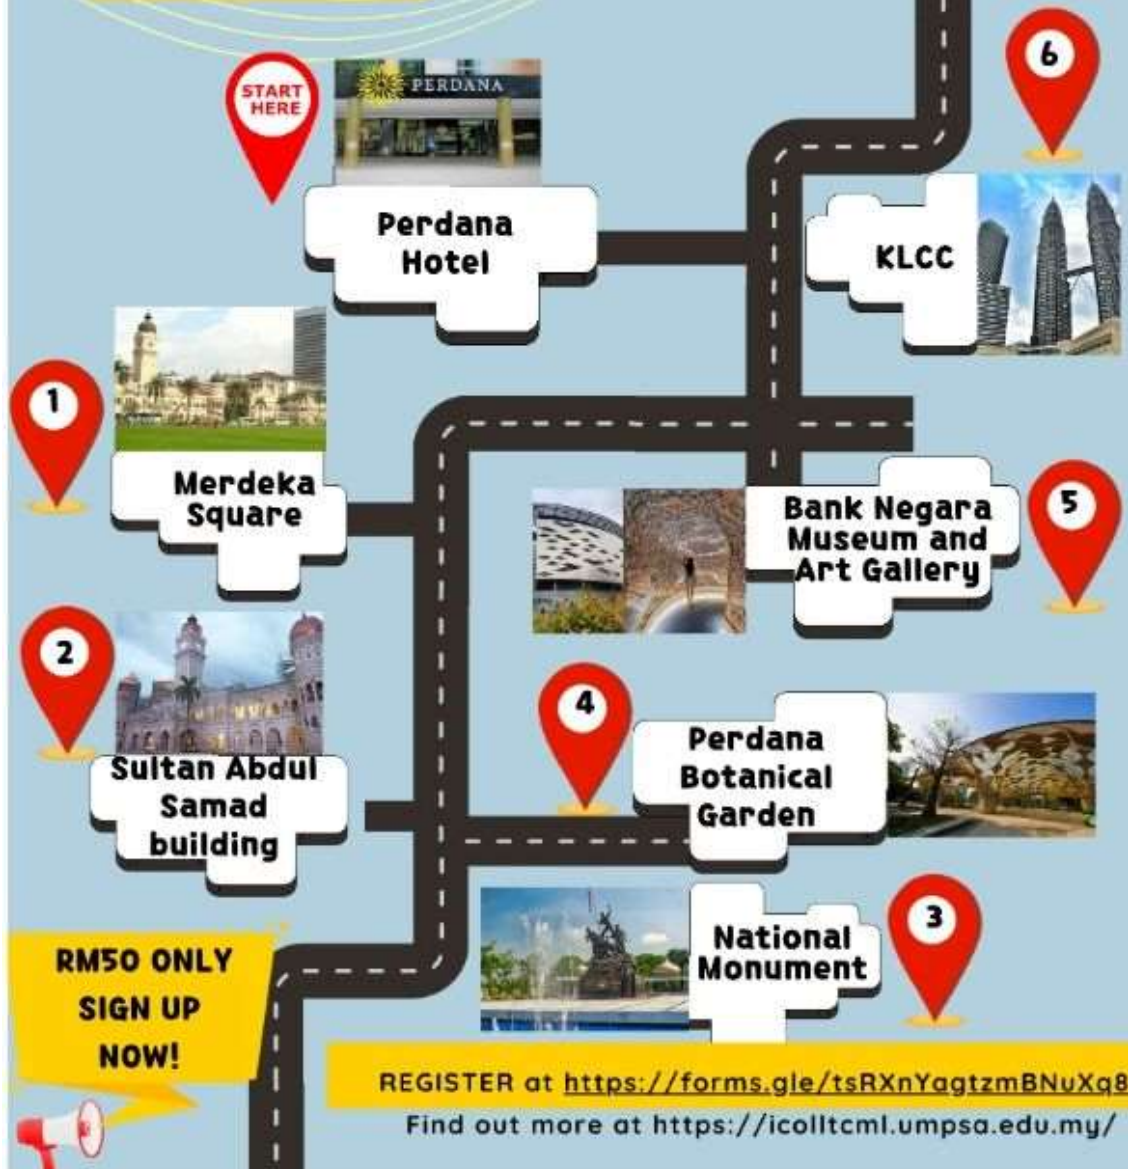 START
HERE
PERDANA
Perdana
Hotel
6
KLCC
1
Merdeka
Square
5
Bank Negara
Museum and
Art Gallery
2
Sultan Abdul
Samad
building
4
Perdana
Botanical
Garden
3
National
Monument
RM50 ONLY
SIGN UP
NOW!
REGISTER at https://forms.gle/tsRXnYagtzmBNuXq8
Find out more at https://icolltcml.umpsa.edu.my/